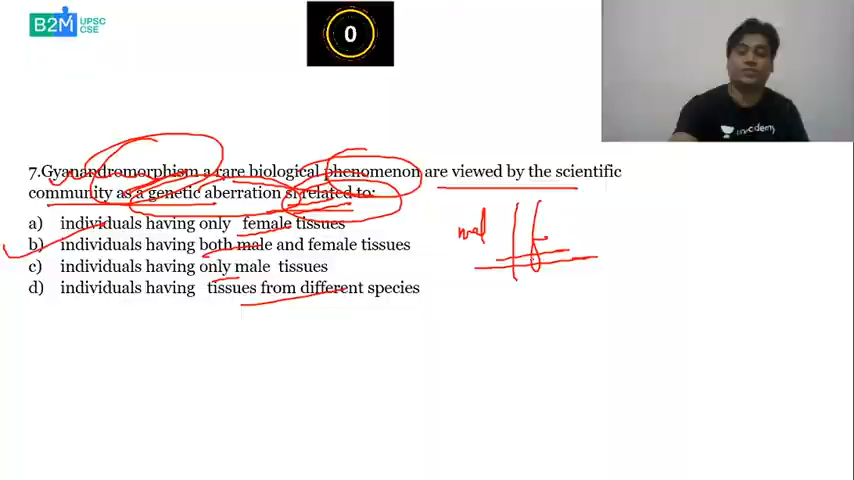 B2M UPSC
CSE
0
unacademy
7.Gyanandromorphism a rare biological phenomenon are viewed by the scientific
community as a genetic aberration si related to:
a) individuals having only female tissues
b) individuals having both male and female tissues
c) individuals having only male tissues
d) individuals having tissues from different species